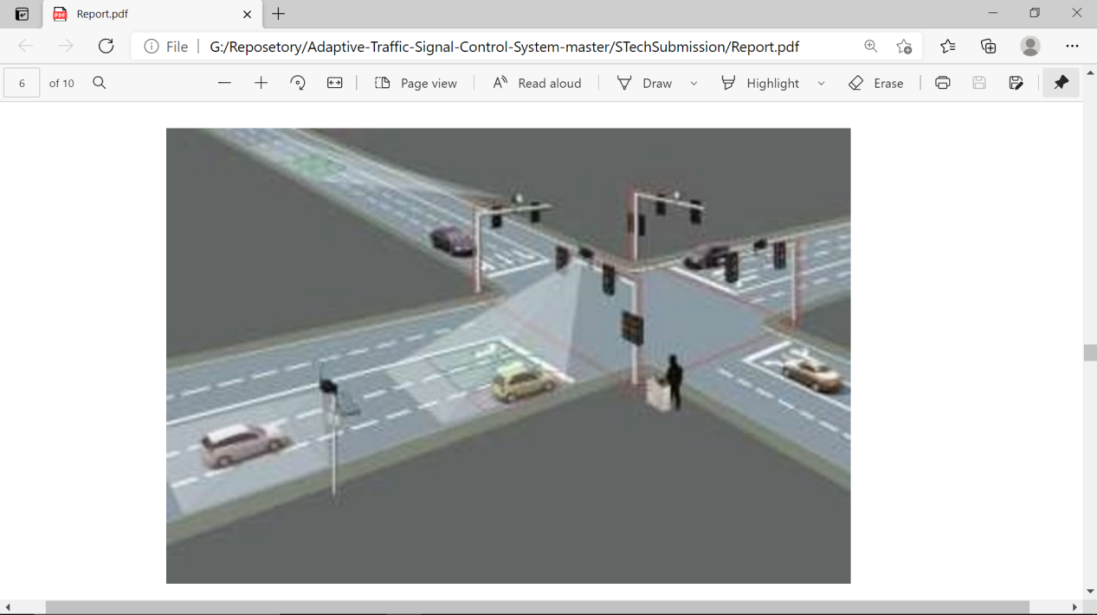 Report.pdf
File G:/Reposetory/Adaptive-Traffic-Signal-Control-System-master/STechSubmission/Report.pdf
6 of 10 Page view Read aloud Draw Highlight Erase